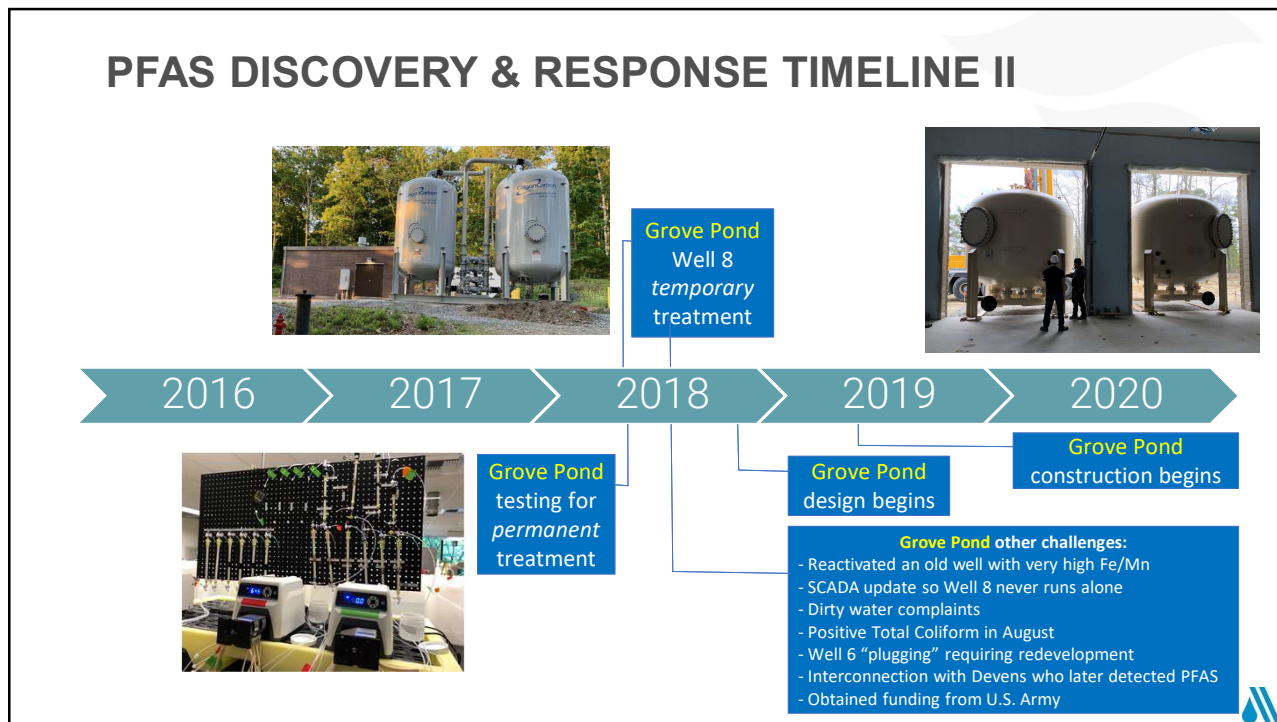 PFAS DISCOVERY & RESPONSE TIMELINE II
Grove Pond
Well 8
temporary
treatment
2016
2017
2018
2019
2020
Grove Pond
testing for
permanent
treatment
Grove Pond
design begins
Grove Pond
construction begins
Grove Pond other challenges:
- Reactivated an old well with very high Fe/Mn
- SCADA update so Well 8 never runs alone
- Dirty water complaints
- Positive Total Coliform in August
- Well 6 “plugging” requiring redevelopment
- Interconnection with Devens who later detected PFAS
- Obtained funding from U.S. Army